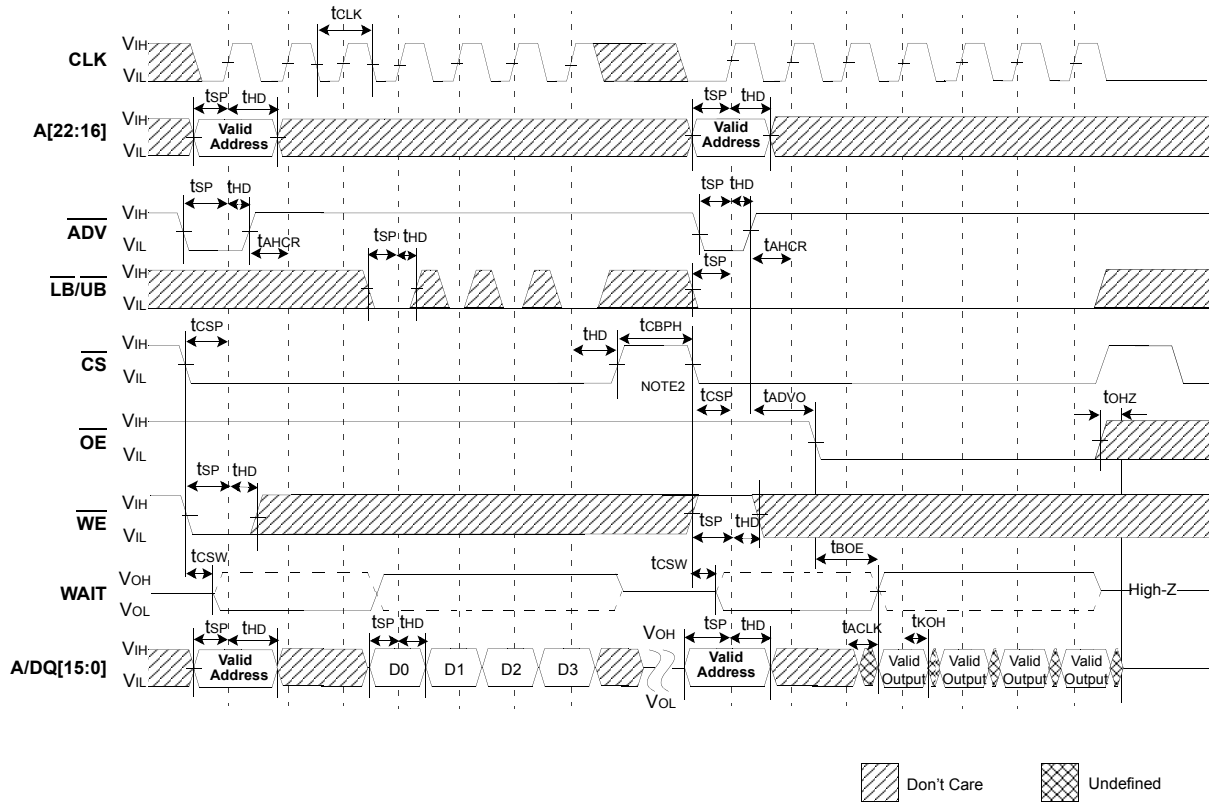 tCLK
CLK
VIH
VIL
tSP tHD tSP tHD
A[22:16]
VIH
VIL
Valid
Address
Valid
Address
tSP tHD tSP tHD
ADV
VIH
VIL
tAHCR tSP tHD tAHCR
LB/UB
VIH
VIL
tSP
tCSP tHD tCBPH
CS
VIH
VIL
NOTE2
tCSP tADVO tOHZ
OE
VIH
VIL
tSP tHD
WE
VIH
VIL
tSP tHD
tCSW tCSW tBOE
WAIT
VOH
VOL
High-Z
tSP tHD tSP tHD VOH tSP tHD tACLK tKOH
A/DQ[15:0]
VIH
VIL
Valid
Address
D0 D1 D2 D3
VOL
Valid
Address
Valid
Output
Valid
Output
Valid
Output
Valid
Output
Don't Care Undefined